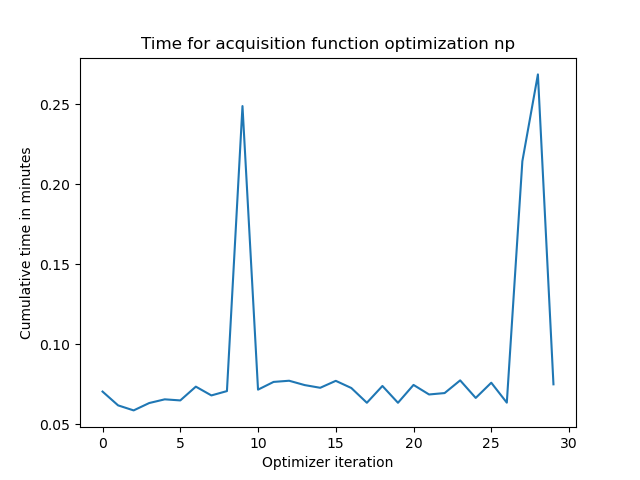 Time for acquisition function optimization np
Cumulative time in minutes
0.25
0.20
0.15
0.10
0.05
0 5 10 15 20 25 30
Optimizer iteration